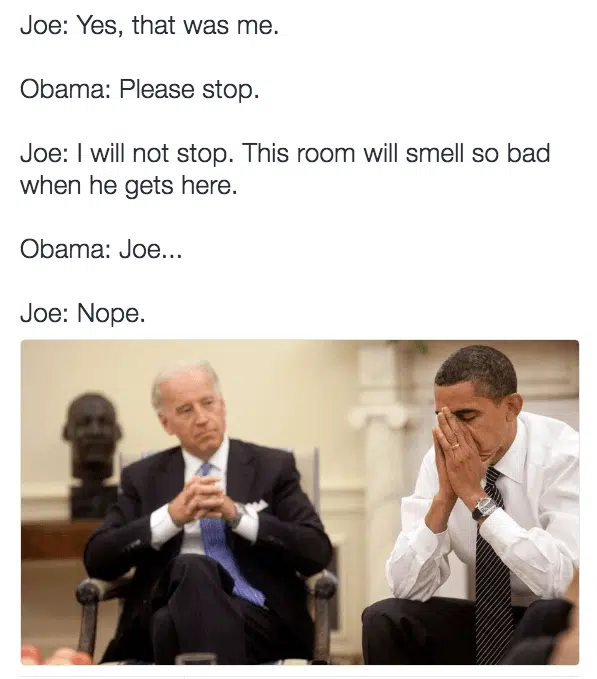 Joe: Yes, that was me.
Obama: Please stop.
Joe: I will not stop. This room will smell so bad
when he gets here.
Obama: Joe...
Joe: Nope.